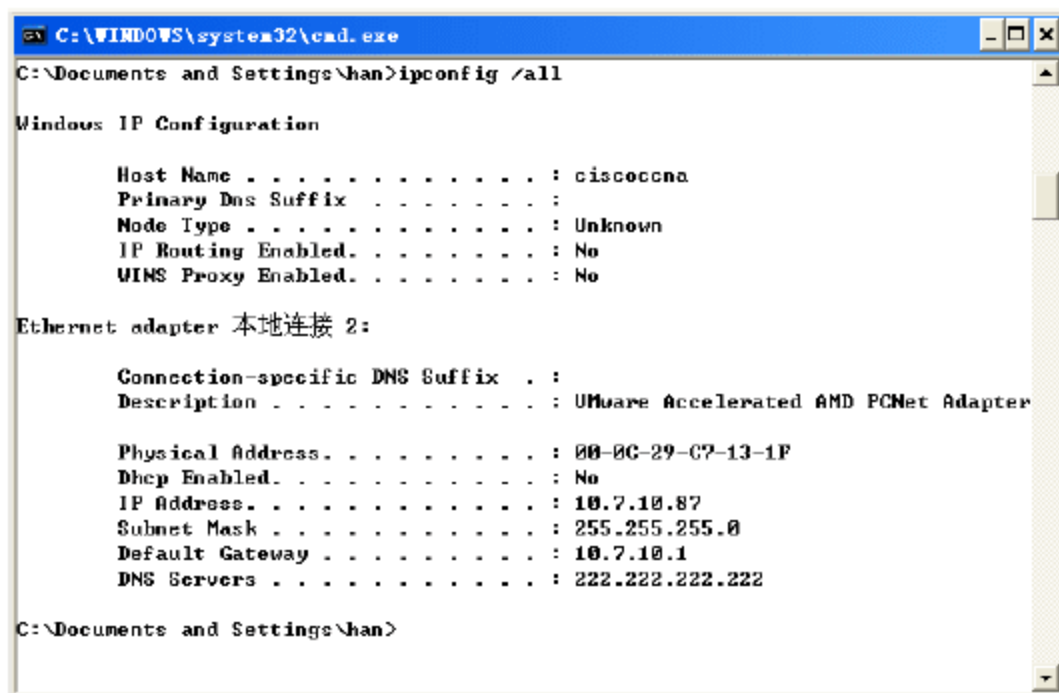 C:\WINDOWS\system32\cmd.exe
C:\Documents and Settings\han>ipconfig /all
Windows IP Configuration
Host Name . . . . . . . . . . . . : ciscoccna
Primary Dns Suffix . . . . . . . :
Node Type . . . . . . . . . . . . : Unknown
IP Routing Enabled. . . . . . . . : No
WINS Proxy Enabled. . . . . . . . : No
Ethernet adapter 本地连接 2:
Connection-specific DNS Suffix . :
Description . . . . . . . . . . . : VMware Accelerated AMD PCNet Adapter
Physical Address. . . . . . . . . : 00-0C-29-C7-13-1F
Dhcp Enabled. . . . . . . . . . . : No
IP Address. . . . . . . . . . . . : 10.7.10.87
Subnet Mask . . . . . . . . . . . : 255.255.255.0
Default Gateway . . . . . . . . . : 10.7.10.1
DNS Servers . . . . . . . . . . . : 222.222.222.222
C:\Documents and Settings\han>